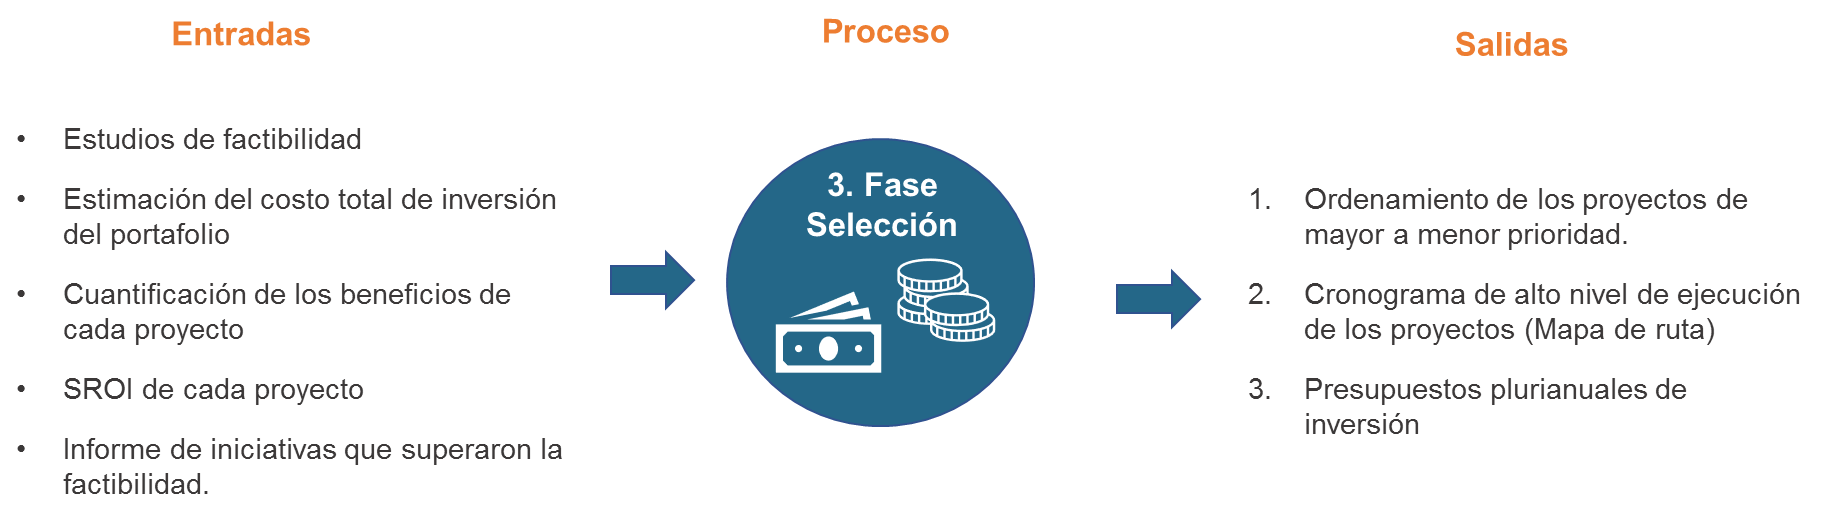 Entradas
• Estudios de factibilidad
• Estimación del costo total de inversión
del portafolio
• Cuantificación de los beneficios de
cada proyecto
• SROI de cada proyecto
• Informe de iniciativas que superaron la
factibilidad.
Proceso
3. Fase
Selección
Salidas
1. Ordenamiento de los proyectos de
mayor a menor prioridad.
2. Cronograma de alto nivel de ejecución
de los proyectos (Mapa de ruta)
3. Presupuestos plurianuales de
inversión